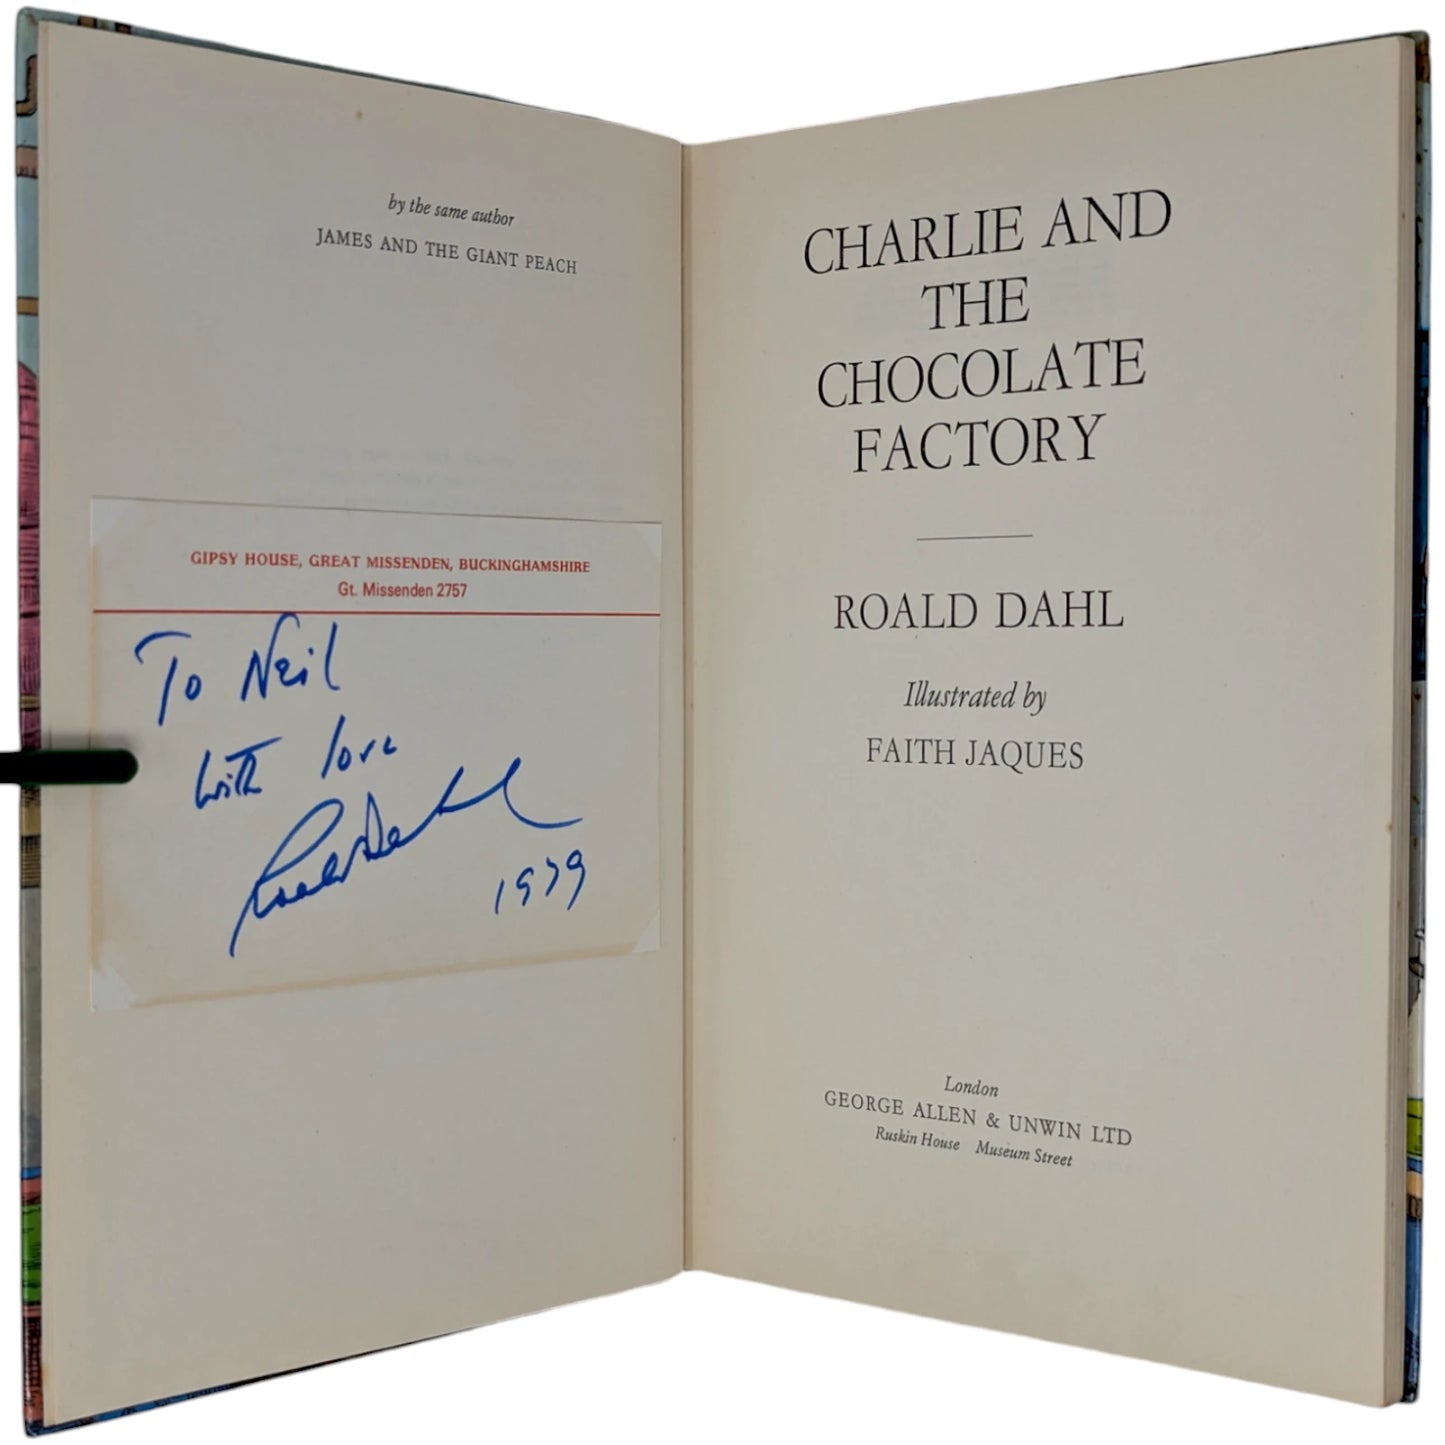 by the same author
JAMES AND THE GIANT PEACH
GIPSY HOUSE, GREAT MISSENDEN, BUCKINGHAMSHIRE
Gt. Missenden 2757
To Neil
with love
Roald Dahl
1979
CHARLIE AND
THE
CHOCOLATE
FACTORY
ROALD DAHL
Illustrated by
FAITH JAQUES
London
GEORGE ALLEN & UNWIN LTD
Ruskin House Museum Street